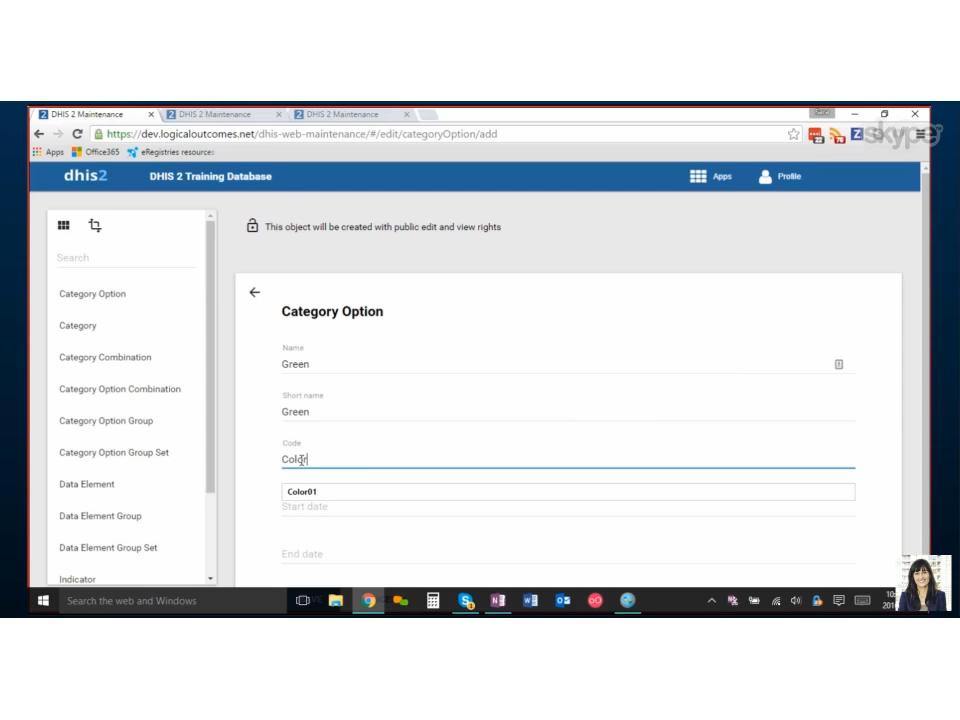 DHIS 2 Maintenance DHIS 2 Maintenance DHIS 2 Maintenance
https://dev.logicaloutcomes.net/dhis-web-maintenance/#/edit/categoryOption/add
skype
Apps Office365 eRegistries resource:
dhis2 DHIS 2 Training Database Apps Profile
This object will be created with public edit and view rights
Search
Category Option
Category
Category Combination
Category Option Combination
Category Option Group
Category Option Group Set
Data Element
Data Element Group
Data Element Group Set
Indicator
Category Option
Name
Green
Short name
Green
Code
Color
Color01
Start date
End date
Search the web and Windows